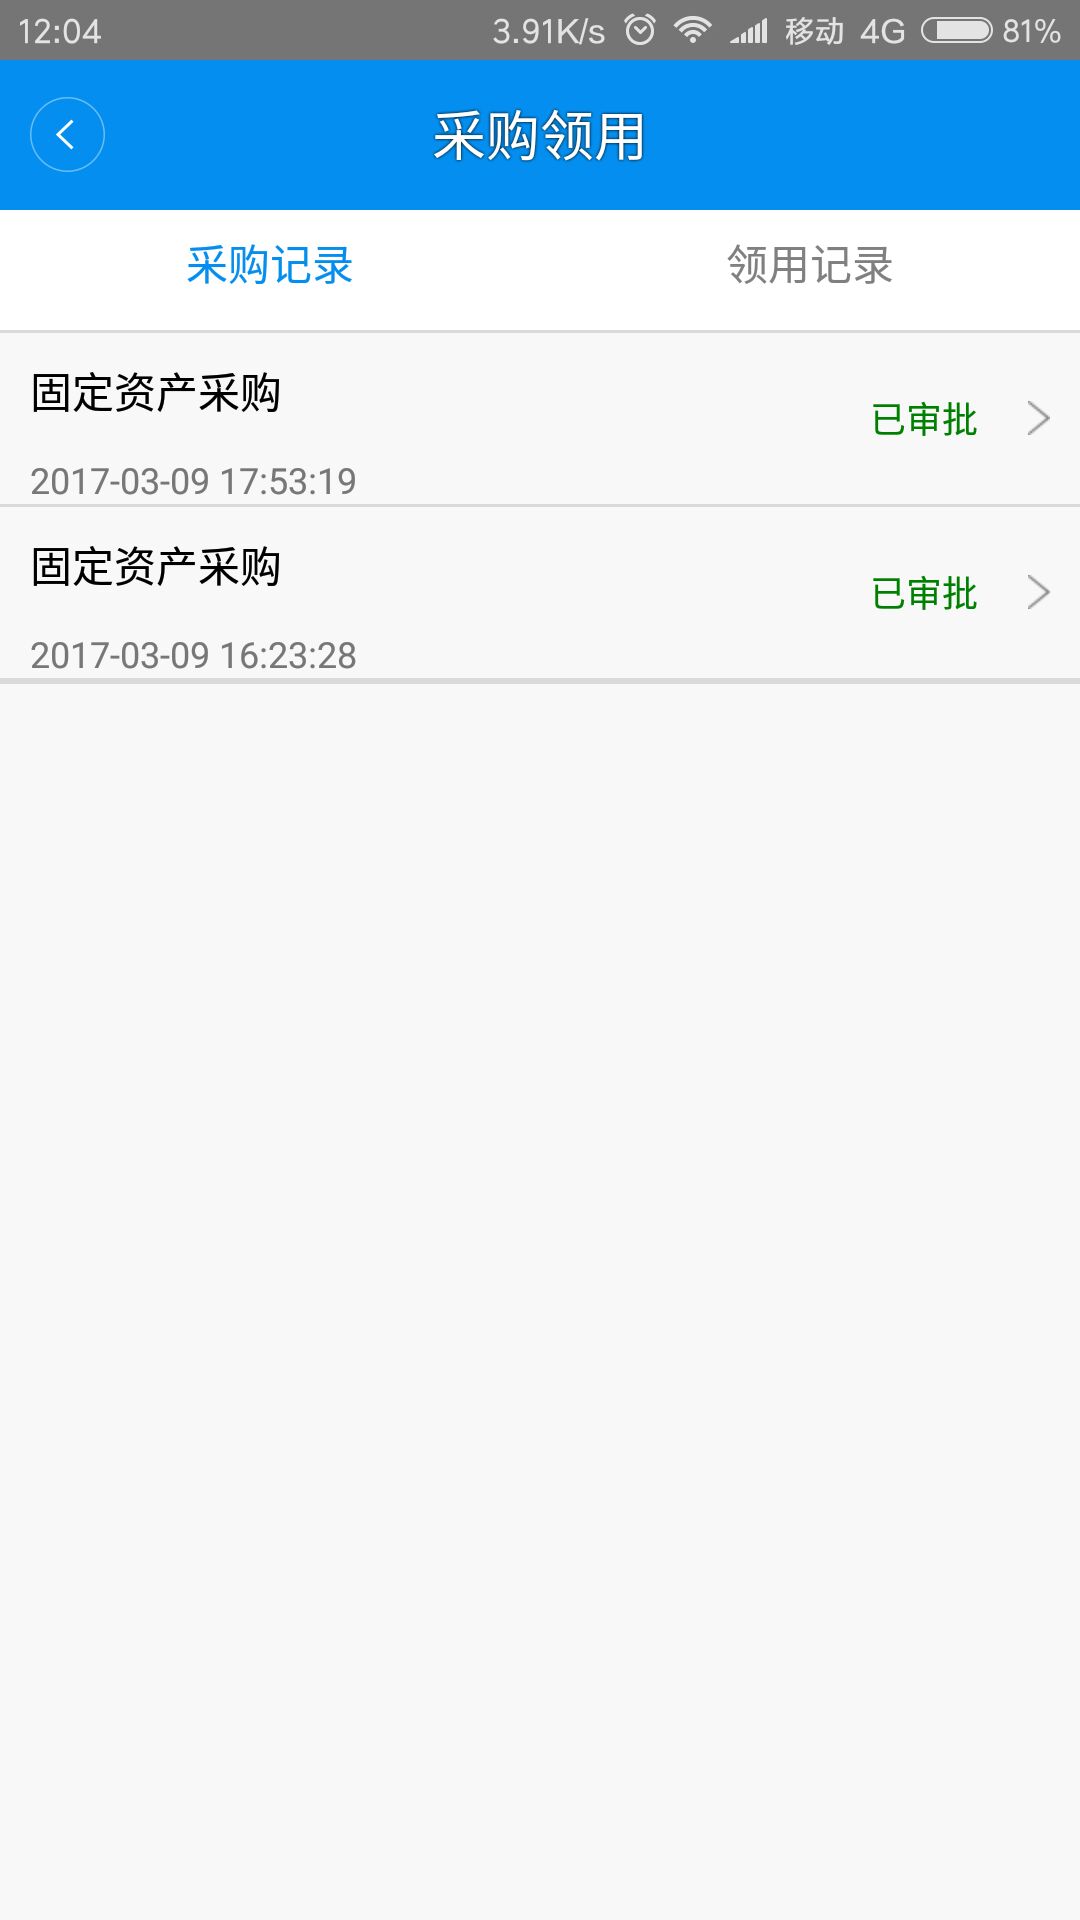 12:04 3.91K/s 移动 4G 81%
采购领用
采购记录 领用记录
固定资产采购
已审批
2017-03-09 17:53:19
固定资产采购
已审批
2017-03-09 16:23:28